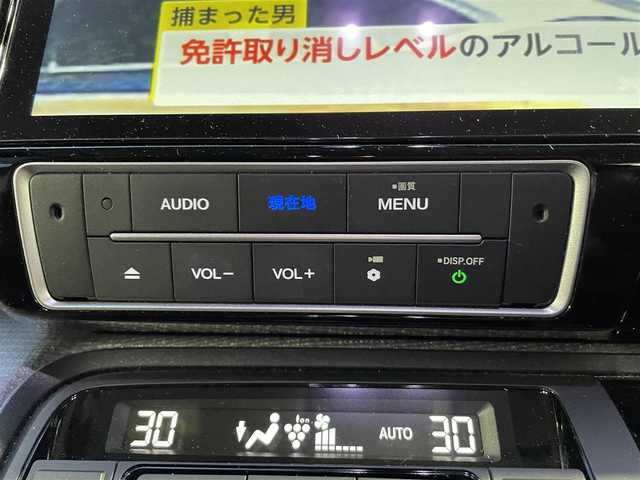 捕まった男
免許取り消しレベルのアルコール
AUDIO
現在地
画質
MENU
VOL−
VOL+
DISP.OFF
30
ion
AUTO
30